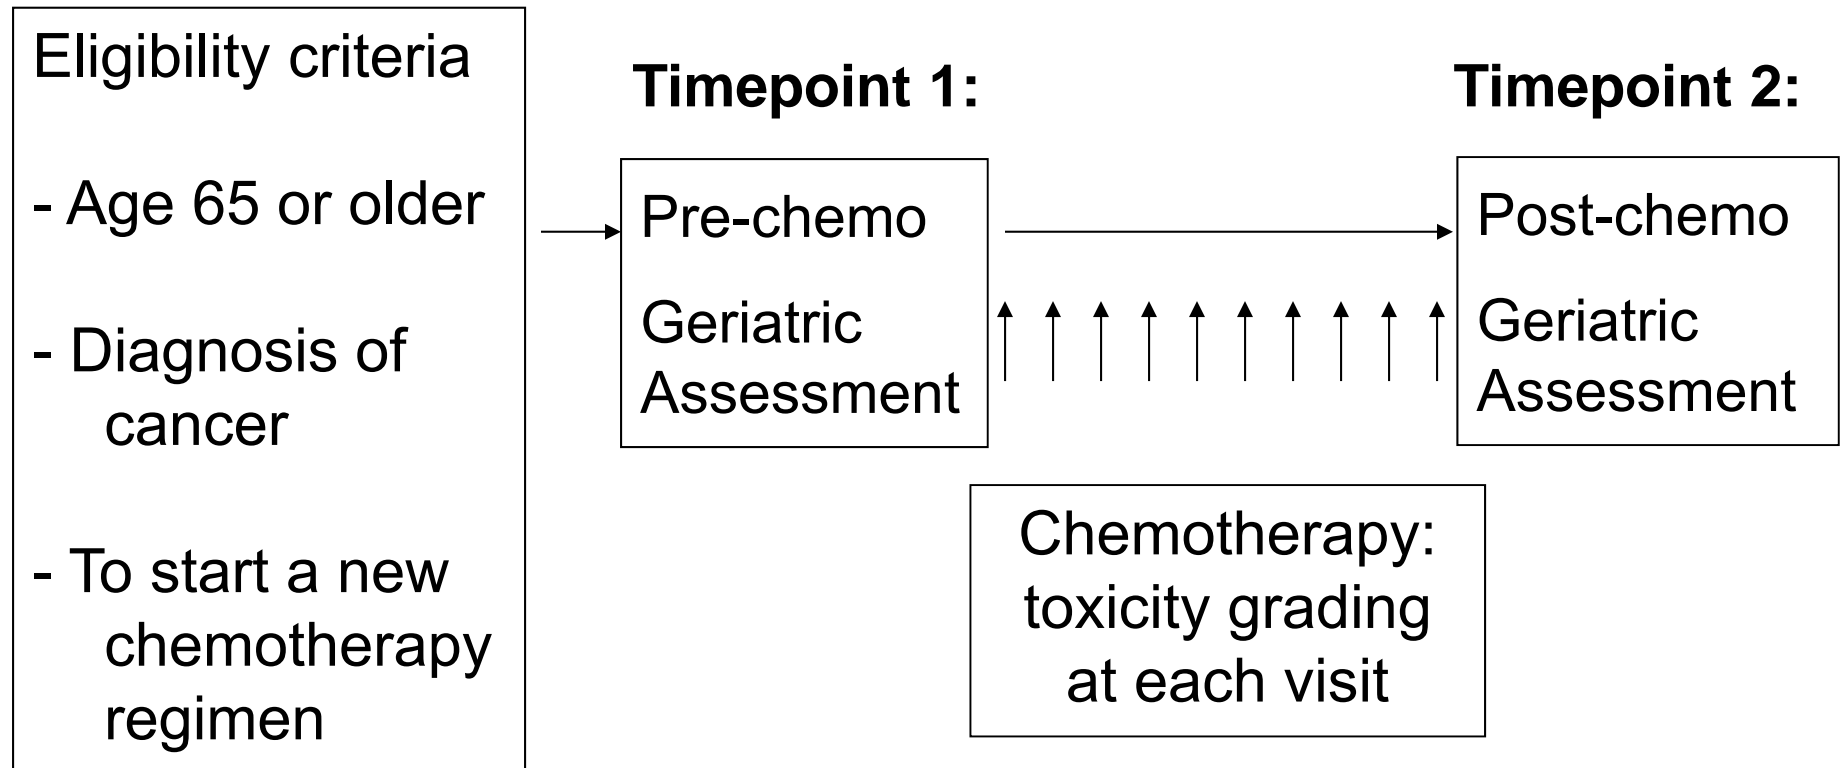 Eligibility criteria
- Age 65 or older
- Diagnosis of
cancer
- To start a new
chemotherapy
regimen
Timepoint 1:
Pre-chemo
Geriatric
Assessment
Timepoint 2:
Post-chemo
Geriatric
Assessment
Chemotherapy:
toxicity grading
at each visit